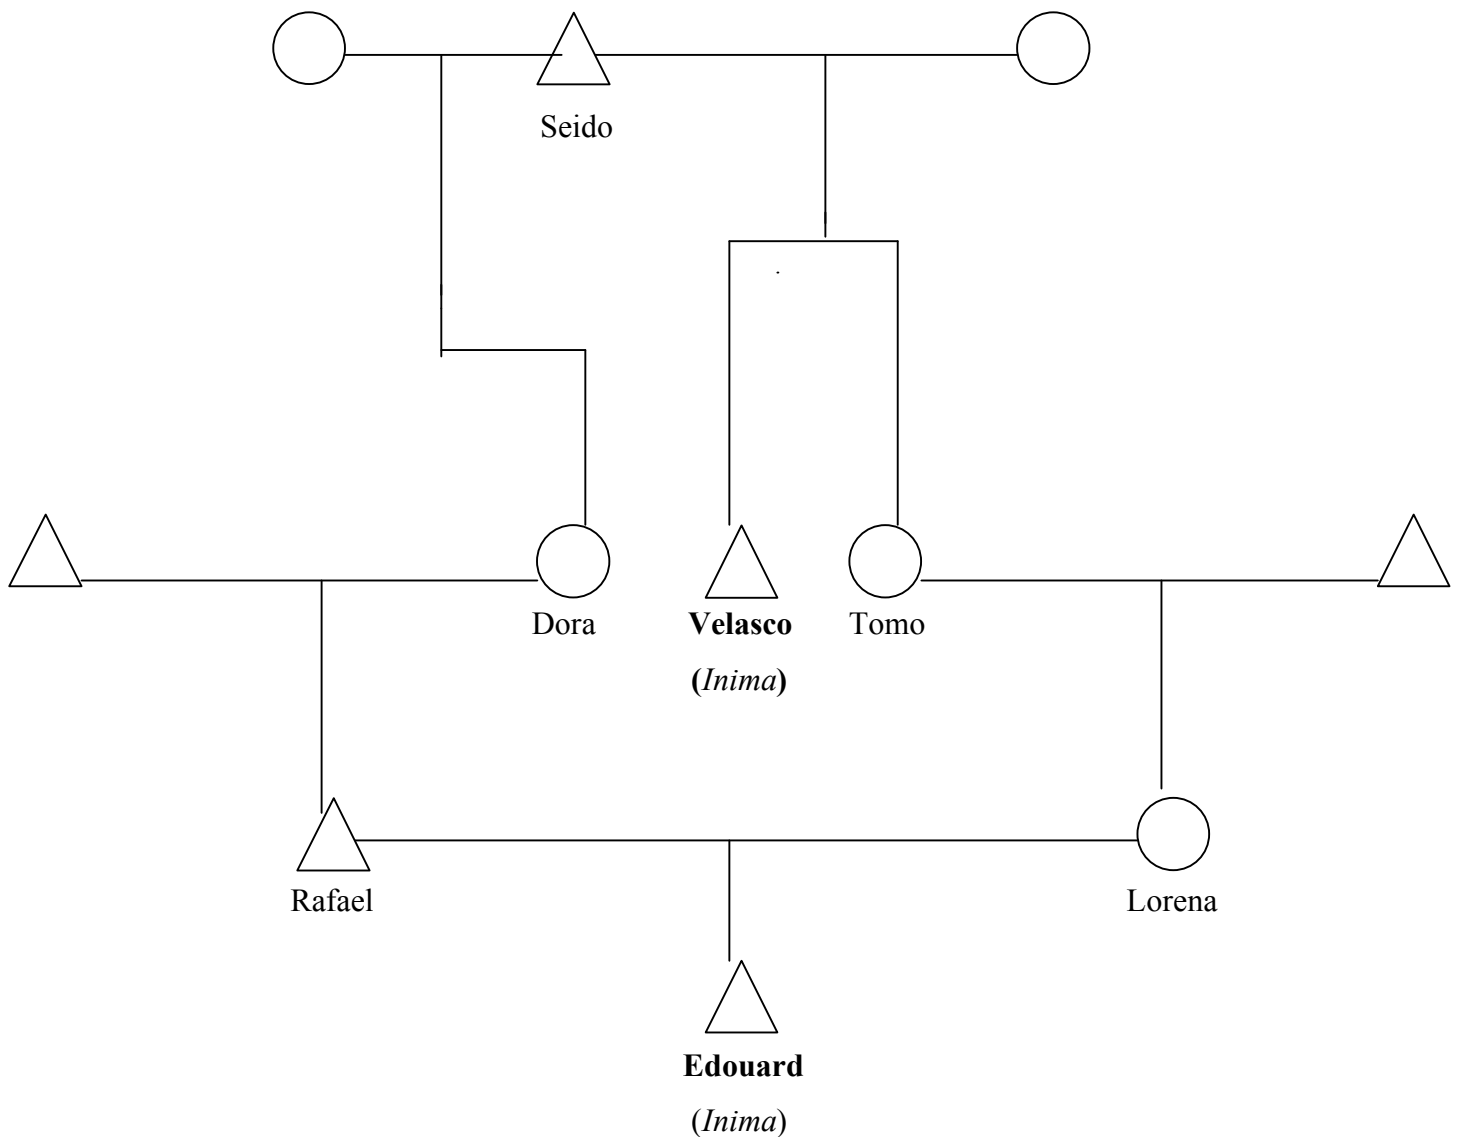 Seido
Dora Velasco Tomo
(Inima)
Rafael Lorena
Edouard
(Inima)